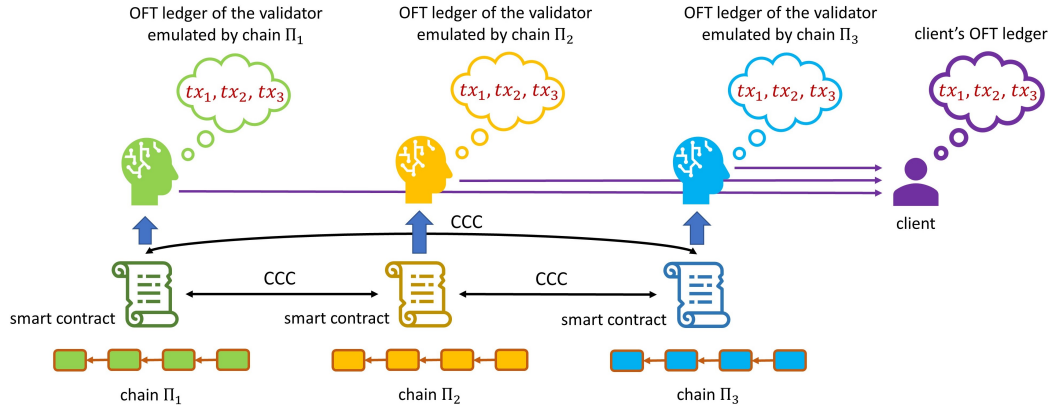 OFT ledger of the validator
emulated by chain Π₁
OFT ledger of the validator
emulated by chain Π₂
OFT ledger of the validator
emulated by chain Π₃
client's OFT ledger
tx₁, tx₂, tx₃
tx₁, tx₂, tx₃
tx₁, tx₂, tx₃
tx₁, tx₂, tx₃
client
CCC
CCC
CCC
smart contract
smart contract
smart contract
chain Π₁
chain Π₂
chain Π₃